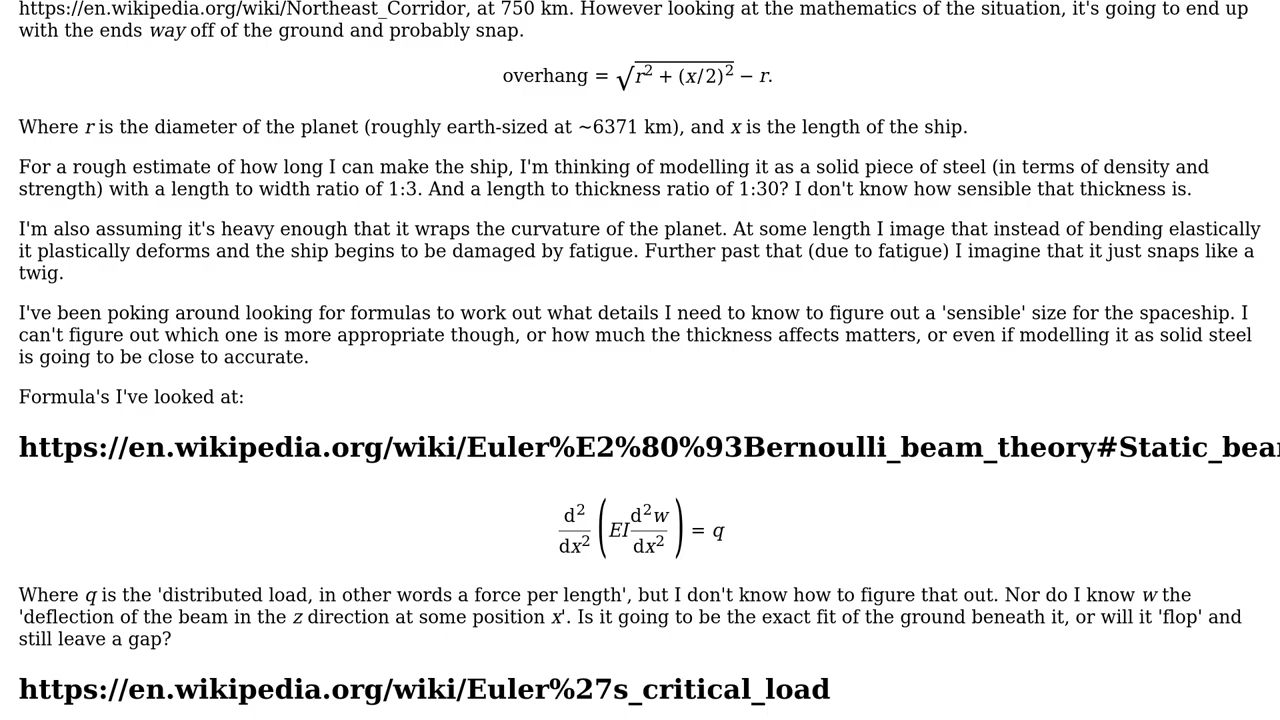 https://en.wikipedia.org/wiki/Northeast_Corridor, at 750 km. However looking at the mathematics of the situation, it's going to end up
with the ends way off of the ground and probably snap.
overhang = √r² + (x/2)² − r.
Where r is the diameter of the planet (roughly earth-sized at ~6371 km), and x is the length of the ship.
For a rough estimate of how long I can make the ship, I'm thinking of modelling it as a solid piece of steel (in terms of density and
strength) with a length to width ratio of 1:3. And a length to thickness ratio of 1:30? I don't know how sensible that thickness is.
I'm also assuming it's heavy enough that it wraps the curvature of the planet. At some length I image that instead of bending elastically
it plastically deforms and the ship begins to be damaged by fatigue. Further past that (due to fatigue) I imagine that it just snaps like a
twig.
I've been poking around looking for formulas to work out what details I need to know to figure out a 'sensible' size for the spaceship. I
can't figure out which one is more appropriate though, or how much the thickness affects matters, or even if modelling it as solid steel
is going to be close to accurate.
Formula's I've looked at:
https://en.wikipedia.org/wiki/Euler%E2%80%93Bernoulli_beam_theory#Static_bea
d²/dx² (EI d²w/dx²) = q
Where q is the 'distributed load, in other words a force per length', but I don't know how to figure that out. Nor do I know w the
'deflection of the beam in the z direction at some position x'. Is it going to be the exact fit of the ground beneath it, or will it 'flop' and
still leave a gap?
https://en.wikipedia.org/wiki/Euler%27s_critical_load